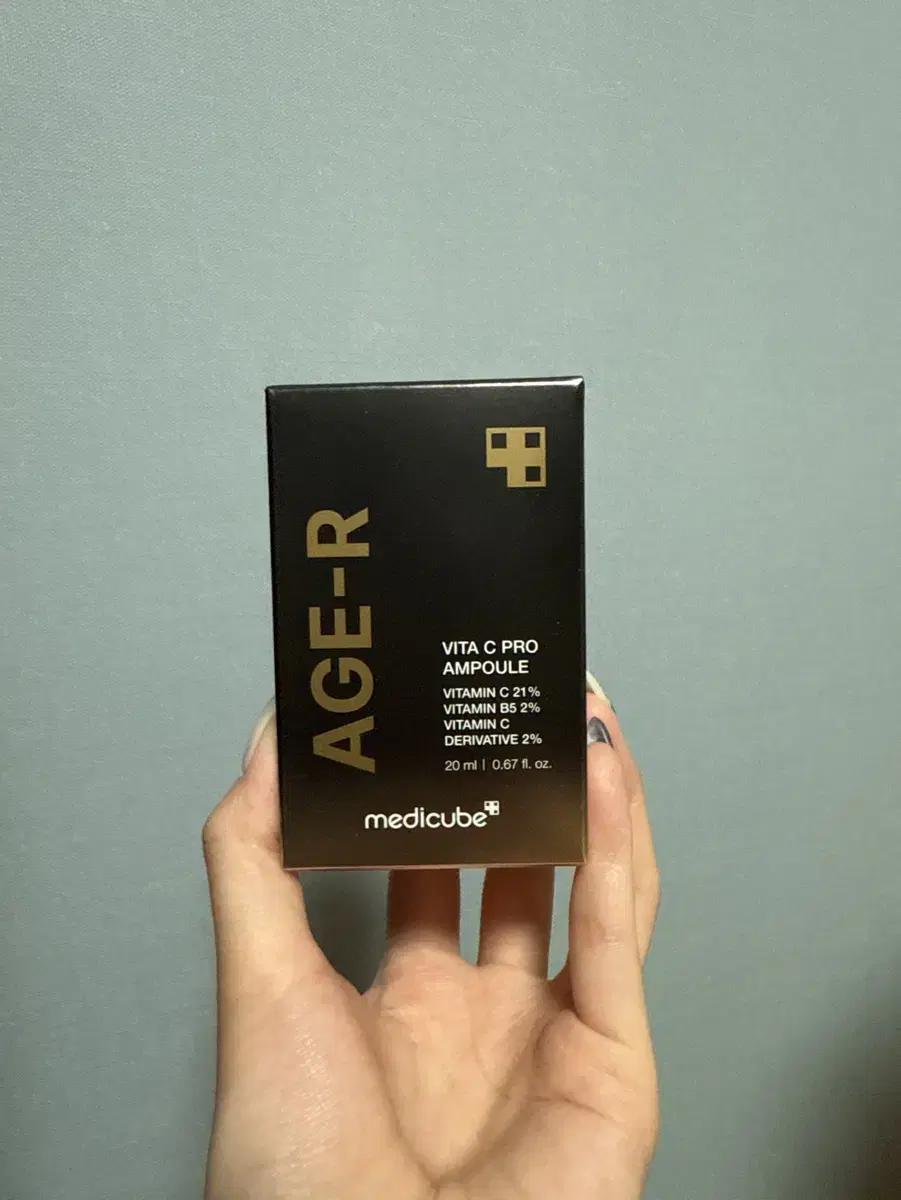 AGE-R
VITA C PRO
AMPOULE
VITAMIN C 21%
VITAMIN B5 2%
VITAMIN C
DERIVATIVE 2%
20 ml | 0.67 fl. oz.
medicube